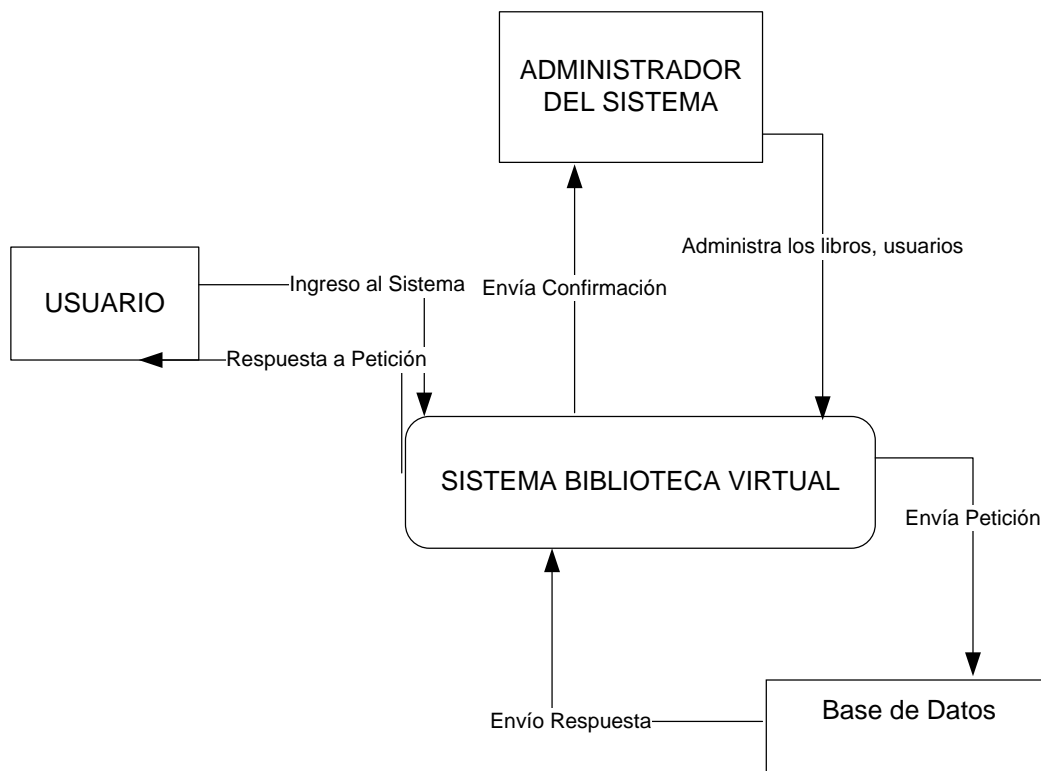 ADMINISTRADOR
DEL SISTEMA
Administra los libros, usuarios
USUARIO
Ingreso al Sistema
Envía Confirmación
Respuesta a Petición
SISTEMA BIBLIOTECA VIRTUAL
Envía Petición
Base de Datos
Envío Respuesta